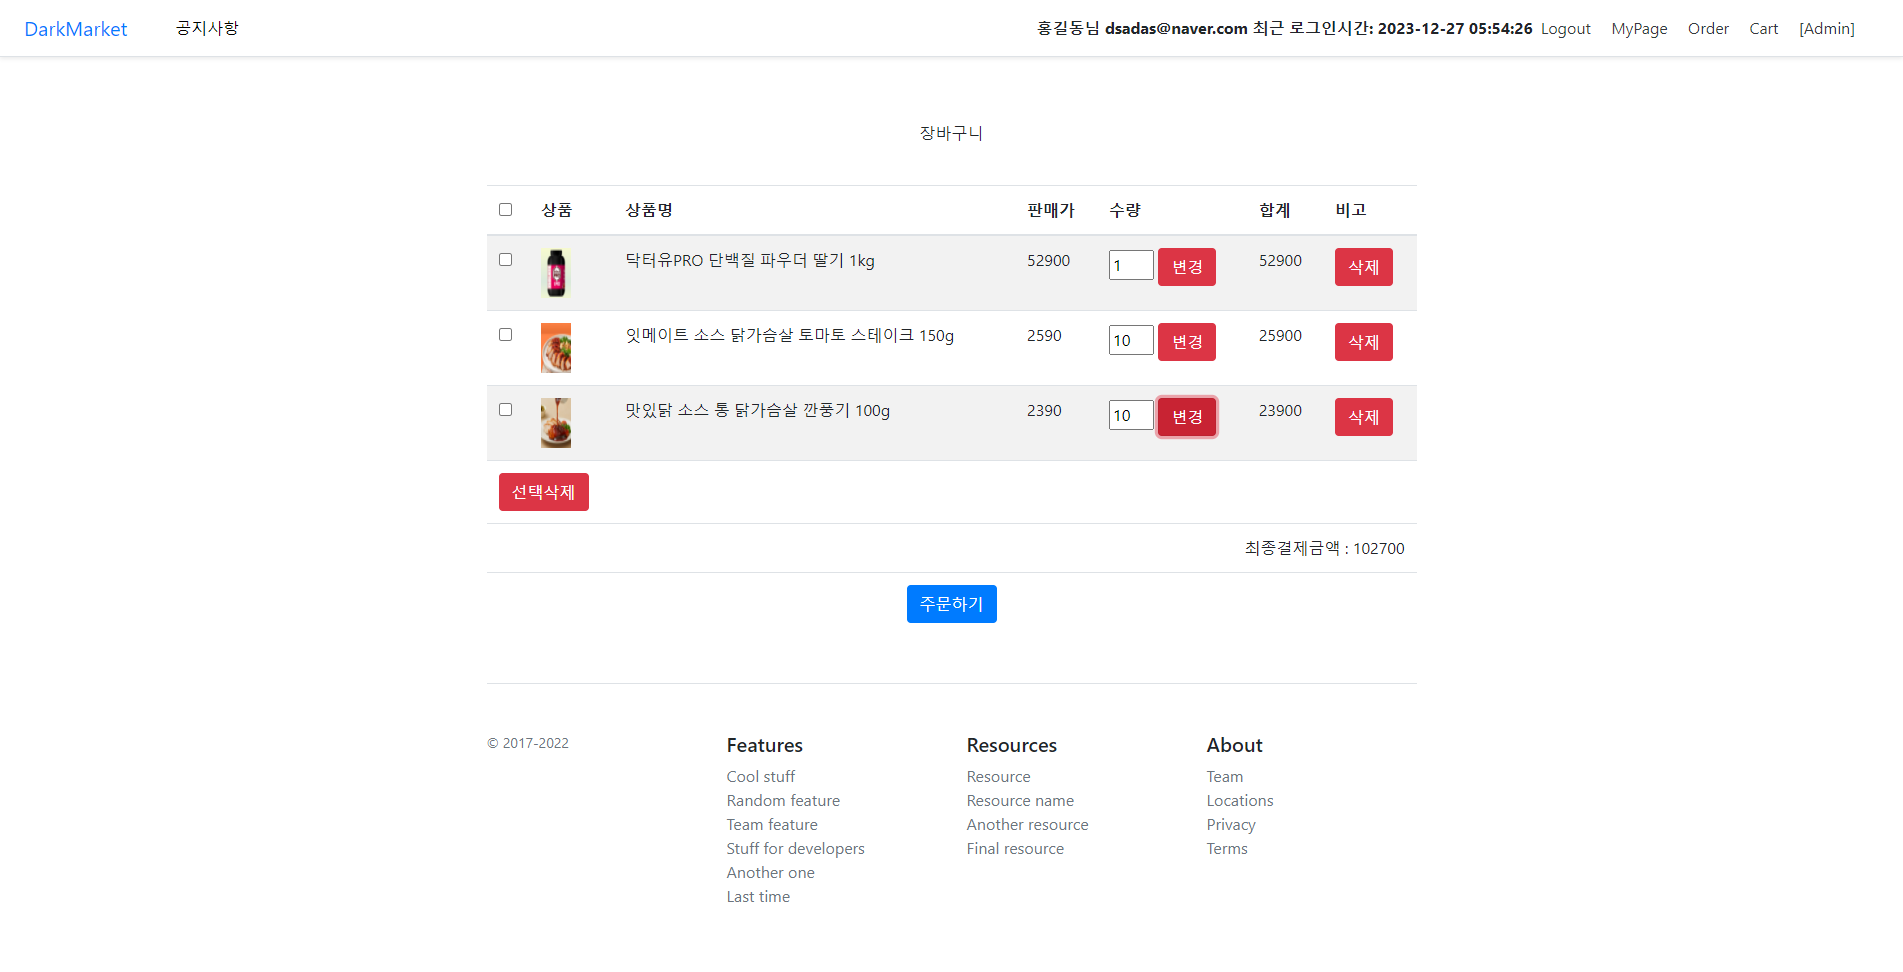 DarkMarket 공지사항 홍길동님 dsadas@naver.com 최근 로그인시간: 2023-12-27 05:54:26 Logout MyPage Order Cart [Admin]
장바구니
상품 상품명 판매가 수량 합계 비고
닥터유PRO 단백질 파우더 딸기 1kg 52900 1 변경 52900 삭제
잇메이트 소스 닭가슴살 토마토 스테이크 150g 2590 10 변경 25900 삭제
맛있닭 소스 통 닭가슴살 깐풍기 100g 2390 10 변경 23900 삭제
선택삭제
최종결제금액 : 102700
주문하기
© 2017-2022
Features
Cool stuff
Random feature
Team feature
Stuff for developers
Another one
Last time
Resources
Resource
Resource name
Another resource
Final resource
About
Team
Locations
Privacy
Terms